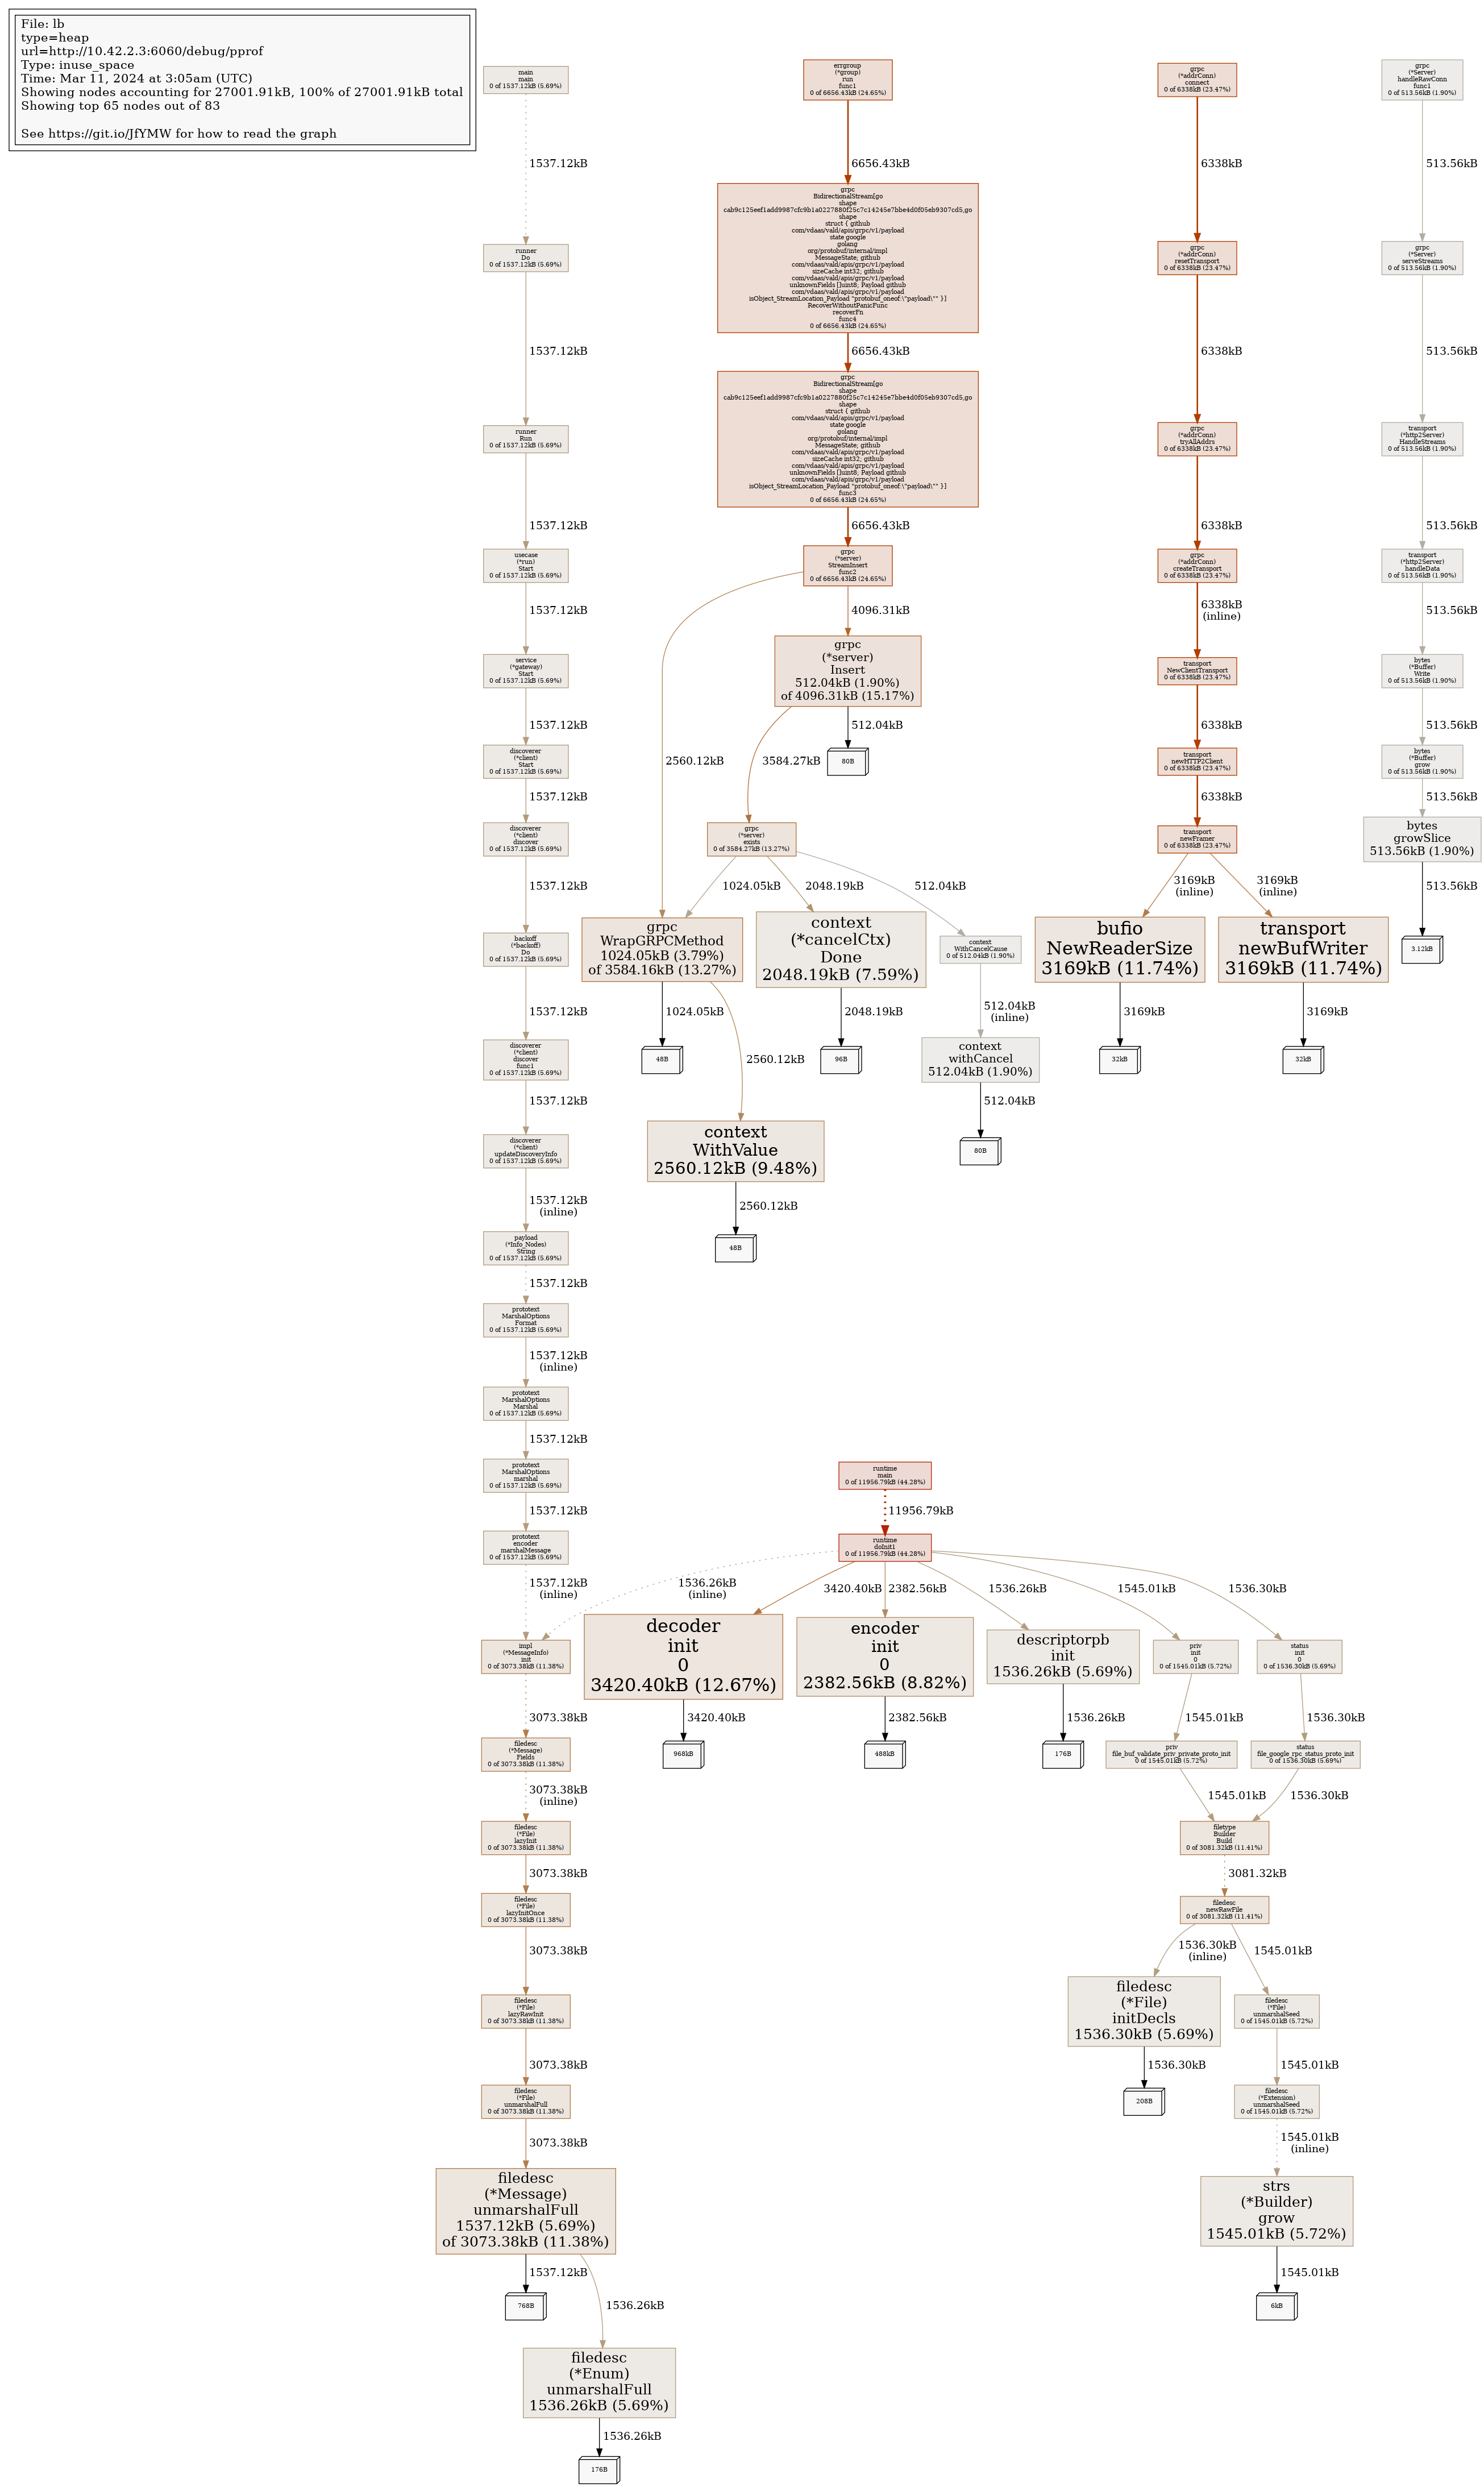 File: lb
type=heap
url=http://10.42.2.3:6060/debug/pprof
Type: inuse_space
Time: Mar 11, 2024 at 3:05am (UTC)
Showing nodes accounting for 27001.91kB, 100% of 27001.91kB total
Showing top 65 nodes out of 83
See https://git.io/JfYMW for how to read the graph
main
main
0 of 1537.12kB (5.69%)
1537.12kB
runner
Do
0 of 1537.12kB (5.69%)
1537.12kB
runner
Run
0 of 1537.12kB (5.69%)
1537.12kB
usecase
(*run)
Start
0 of 1537.12kB (5.69%)
1537.12kB
service
(*gateway)
Start
0 of 1537.12kB (5.69%)
1537.12kB
discoverer
(*client)
Start
0 of 1537.12kB (5.69%)
1537.12kB
discoverer
(*client)
discover
0 of 1537.12kB (5.69%)
1537.12kB
backoff
(*backoff)
Do
0 of 1537.12kB (5.69%)
1537.12kB
discoverer
(*client)
discover
func1
0 of 1537.12kB (5.69%)
1537.12kB
discoverer
(*client)
updateDiscoveryInfo
0 of 1537.12kB (5.69%)
1537.12kB
(inline)
payload
(*Info_Nodes)
String
0 of 1537.12kB (5.69%)
1537.12kB
prototext
MarshalOptions
Format
0 of 1537.12kB (5.69%)
1537.12kB
(inline)
prototext
MarshalOptions
Marshal
0 of 1537.12kB (5.69%)
1537.12kB
prototext
MarshalOptions
marshal
0 of 1537.12kB (5.69%)
1537.12kB
prototext
encoder
marshalMessage
0 of 1537.12kB (5.69%)
1537.12kB
(inline)
impl
(*MessageInfo)
init
0 of 3073.38kB (11.38%)
3073.38kB
filedesc
(*Message)
Fields
0 of 3073.38kB (11.38%)
3073.38kB
(inline)
filedesc
(*File)
lazyInit
0 of 3073.38kB (11.38%)
3073.38kB
filedesc
(*File)
lazyInitOnce
0 of 3073.38kB (11.38%)
3073.38kB
filedesc
(*File)
lazyRawInit
0 of 3073.38kB (11.38%)
3073.38kB
filedesc
(*File)
unmarshalFull
0 of 3073.38kB (11.38%)
3073.38kB
filedesc
(*Message)
unmarshalFull
1537.12kB (5.69%)
of 3073.38kB (11.38%)
1537.12kB
768B
1536.26kB
filedesc
(*Enum)
unmarshalFull
1536.26kB (5.69%)
1536.26kB
176B
errgroup
(*group)
run
func1
0 of 6656.43kB (24.65%)
6656.43kB
grpc
BidirectionalStream[go
shape
cab9c125eef1add9987cfc9b1a0227880f25c7c14245e7bbe4d0f05eb9307cd5,go
shape
struct { github
com/vdaas/vald/apis/grpc/v1/payload
state google
golang
org/protobuf/internal/impl
MessageState; github
com/vdaas/vald/apis/grpc/v1/payload
sizeCache int32; github
com/vdaas/vald/apis/grpc/v1/payload
unknownFields []uint8; Payload github
com/vdaas/vald/apis/grpc/v1/payload
isObject_StreamLocation_Payload "protobuf_oneof:\"payload\"" }]
RecoverWithoutPanicFunc
recoverFn
func4
0 of 6656.43kB (24.65%)
6656.43kB
grpc
BidirectionalStream[go
shape
cab9c125eef1add9987cfc9b1a0227880f25c7c14245e7bbe4d0f05eb9307cd5,go
shape
struct { github
com/vdaas/vald/apis/grpc/v1/payload
state google
golang
org/protobuf/internal/impl
MessageState; github
com/vdaas/vald/apis/grpc/v1/payload
sizeCache int32; github
com/vdaas/vald/apis/grpc/v1/payload
unknownFields []uint8; Payload github
com/vdaas/vald/apis/grpc/v1/payload
isObject_StreamLocation_Payload "protobuf_oneof:\"payload\"" }]
func3
0 of 6656.43kB (24.65%)
6656.43kB
grpc
(*server)
StreamInsert
func2
0 of 6656.43kB (24.65%)
4096.31kB
grpc
(*server)
Insert
512.04kB (1.90%)
of 4096.31kB (15.17%)
2560.12kB
3584.27kB
512.04kB
80B
grpc
(*server)
exists
0 of 3584.27kB (13.27%)
1024.05kB
2048.19kB
512.04kB
grpc
WrapGRPCMethod
1024.05kB (3.79%)
of 3584.16kB (13.27%)
1024.05kB
48B
2560.12kB
context
WithValue
2560.12kB (9.48%)
2560.12kB
48B
context
(*cancelCtx)
Done
2048.19kB (7.59%)
2048.19kB
96B
context
WithCancelCause
0 of 512.04kB (1.90%)
512.04kB
(inline)
context
withCancel
512.04kB (1.90%)
512.04kB
80B
grpc
(*addrConn)
connect
0 of 6338kB (23.47%)
6338kB
grpc
(*addrConn)
resetTransport
0 of 6338kB (23.47%)
6338kB
grpc
(*addrConn)
tryAllAddrs
0 of 6338kB (23.47%)
6338kB
grpc
(*addrConn)
createTransport
0 of 6338kB (23.47%)
6338kB
(inline)
transport
NewClientTransport
0 of 6338kB (23.47%)
6338kB
transport
newHTTP2Client
0 of 6338kB (23.47%)
6338kB
transport
newFramer
0 of 6338kB (23.47%)
3169kB
(inline)
3169kB
(inline)
bufio
NewReaderSize
3169kB (11.74%)
3169kB
32kB
transport
newBufWriter
3169kB (11.74%)
3169kB
32kB
grpc
(*Server)
handleRawConn
func1
0 of 513.56kB (1.90%)
513.56kB
grpc
(*Server)
serveStreams
0 of 513.56kB (1.90%)
513.56kB
transport
(*http2Server)
HandleStreams
0 of 513.56kB (1.90%)
513.56kB
transport
(*http2Server)
handleData
0 of 513.56kB (1.90%)
513.56kB
bytes
(*Buffer)
Write
0 of 513.56kB (1.90%)
513.56kB
bytes
(*Buffer)
grow
0 of 513.56kB (1.90%)
513.56kB
bytes
growSlice
513.56kB (1.90%)
513.56kB
3.12kB
runtime
main
0 of 11956.79kB (44.28%)
11956.79kB
runtime
doInit1
0 of 11956.79kB (44.28%)
1536.26kB
(inline)
3420.40kB
2382.56kB
1536.26kB
1545.01kB
1536.30kB
decoder
init
0
3420.40kB (12.67%)
3420.40kB
968kB
encoder
init
0
2382.56kB (8.82%)
2382.56kB
488kB
descriptorpb
init
1536.26kB (5.69%)
1536.26kB
176B
priv
init
0
0 of 1545.01kB (5.72%)
1545.01kB
priv
file_buf_validate_priv_private_proto_init
0 of 1545.01kB (5.72%)
1545.01kB
status
init
0
0 of 1536.30kB (5.69%)
1536.30kB
status
file_google_rpc_status_proto_init
0 of 1536.30kB (5.69%)
1536.30kB
filetype
Builder
Build
0 of 3081.32kB (11.41%)
3081.32kB
filedesc
newRawFile
0 of 3081.32kB (11.41%)
1536.30kB
(inline)
1545.01kB
filedesc
(*File)
initDecls
1536.30kB (5.69%)
1536.30kB
208B
filedesc
(*File)
unmarshalSeed
0 of 1545.01kB (5.72%)
1545.01kB
filedesc
(*Extension)
unmarshalSeed
0 of 1545.01kB (5.72%)
1545.01kB
(inline)
strs
(*Builder)
grow
1545.01kB (5.72%)
1545.01kB
6kB